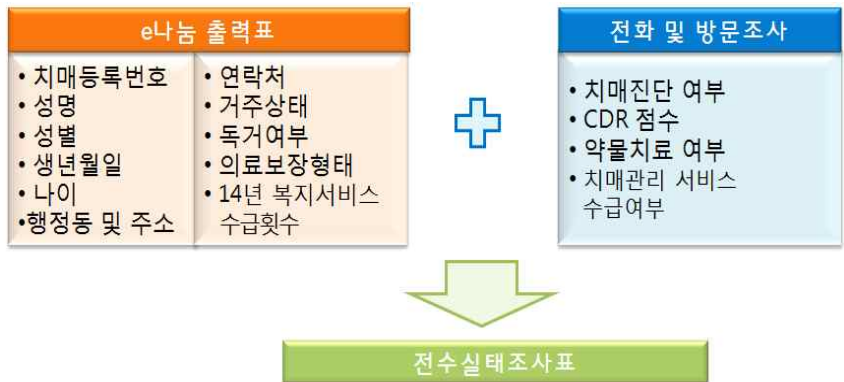 e나눔 출력표
• 치매등록번호
• 성명
• 성별
• 생년월일
• 나이
•행정동 및 주소
• 연락처
• 거주상태
• 독거여부
• 의료보장형태
• 14년 복지서비스
수급횟수
전화 및 방문조사
• 치매진단 여부
• CDR 점수
• 약물치료 여부
• 치매관리 서비스
수급여부
전수실태조사표